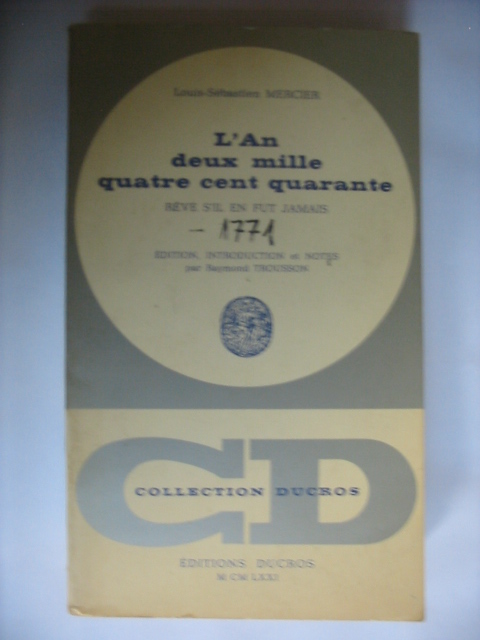 Louis-Sébastien MERCIER
L'An
deux mille
quatre cent quarante
RÊVE S'IL EN FUT JAMAIS
- 1771
ÉDITION, INTRODUCTION et NOTES
par Raymond TROUSSON
CD
COLLECTION DUCROS
ÉDITIONS DUCROS
M CM LXXI